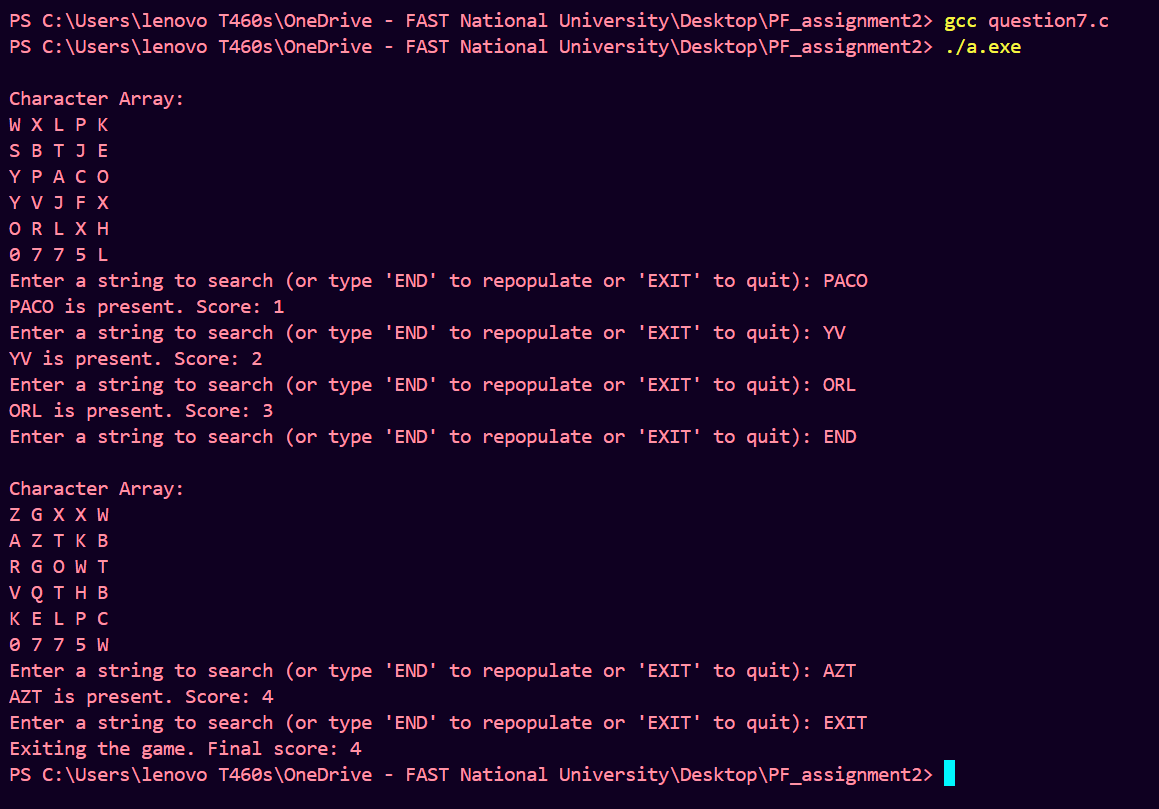 PS C:\Users\lenovo T460s\OneDrive - FAST National University\Desktop\PF_assignment2> gcc question7.c
PS C:\Users\lenovo T460s\OneDrive - FAST National University\Desktop\PF_assignment2> ./a.exe
Character Array:
W X L P K
S B T J E
Y P A C O
Y V J F X
O R L X H
0 7 7 5 L
Enter a string to search (or type 'END' to repopulate or 'EXIT' to quit): PACO
PACO is present. Score: 1
Enter a string to search (or type 'END' to repopulate or 'EXIT' to quit): YV
YV is present. Score: 2
Enter a string to search (or type 'END' to repopulate or 'EXIT' to quit): ORL
ORL is present. Score: 3
Enter a string to search (or type 'END' to repopulate or 'EXIT' to quit): END
Character Array:
Z G X X W
A Z T K B
R G O W T
V Q T H B
K E L P C
0 7 7 5 W
Enter a string to search (or type 'END' to repopulate or 'EXIT' to quit): AZT
AZT is present. Score: 4
Enter a string to search (or type 'END' to repopulate or 'EXIT' to quit): EXIT
Exiting the game. Final score: 4
PS C:\Users\lenovo T460s\OneDrive - FAST National University\Desktop\PF_assignment2>